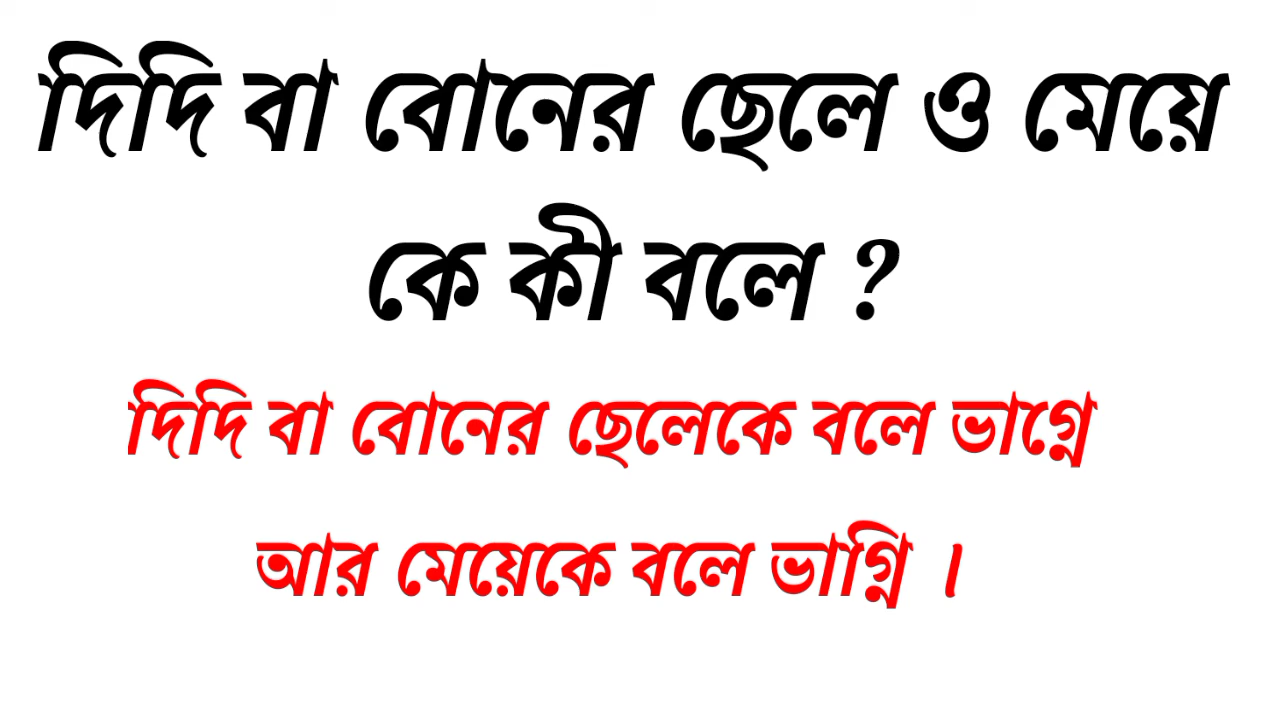 দিদি বা বোনের ছেলে ও মেয়ে
কে কী বলে ?
দিদি বা বোনের ছেলেকে বলে ভাগ্নে
আর মেয়েকে বলে ভাগ্নি ।